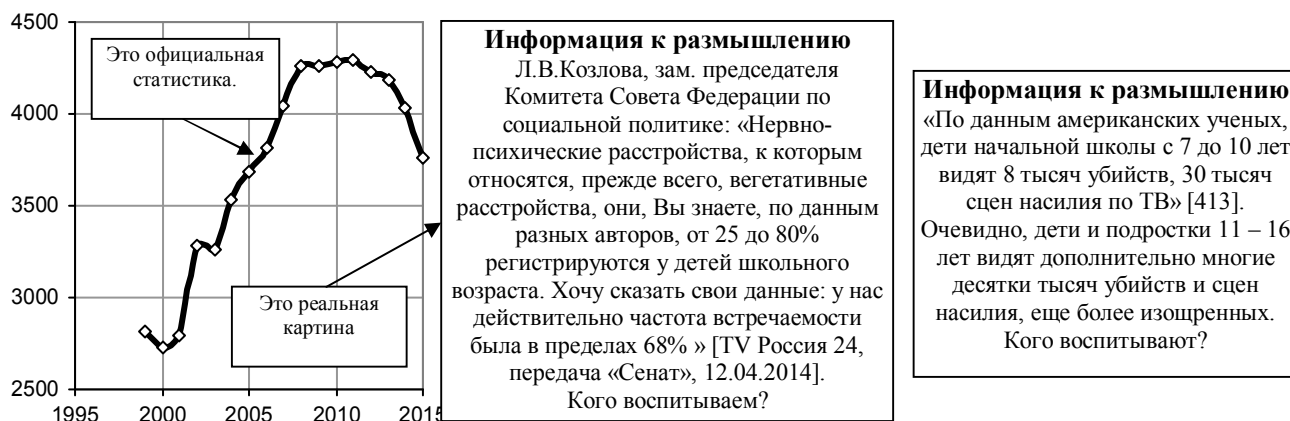 4500
4000
3500
3000
2500
1995
2000
2005
2010
2015
Это официальная
статистика.
Это реальная
картина
Информация к размышлению
Л.В.Козлова, зам. председателя
Комитета Совета Федерации по
социальной политике: «Нервно-
психические расстройства, к которым
относятся, прежде всего, вегетативные
расстройства, они, Вы знаете, по данным
разных авторов, от 25 до 80%
регистрируются у детей школьного
возраста. Хочу сказать свои данные: у нас
действительно частота встречаемости
была в пределах 68% » [TV Россия 24,
передача «Сенат», 12.04.2014].
Кого воспитываем?
Информация к размышлению
«По данным американских ученых,
дети начальной школы с 7 до 10 лет
видят 8 тысяч убийств, 30 тысяч
сцен насилия по ТВ» [413].
Очевидно, дети и подростки 11 – 16
лет видят дополнительно многие
десятки тысяч убийств и сцен
насилия, еще более изощренных.
Кого воспитывают?